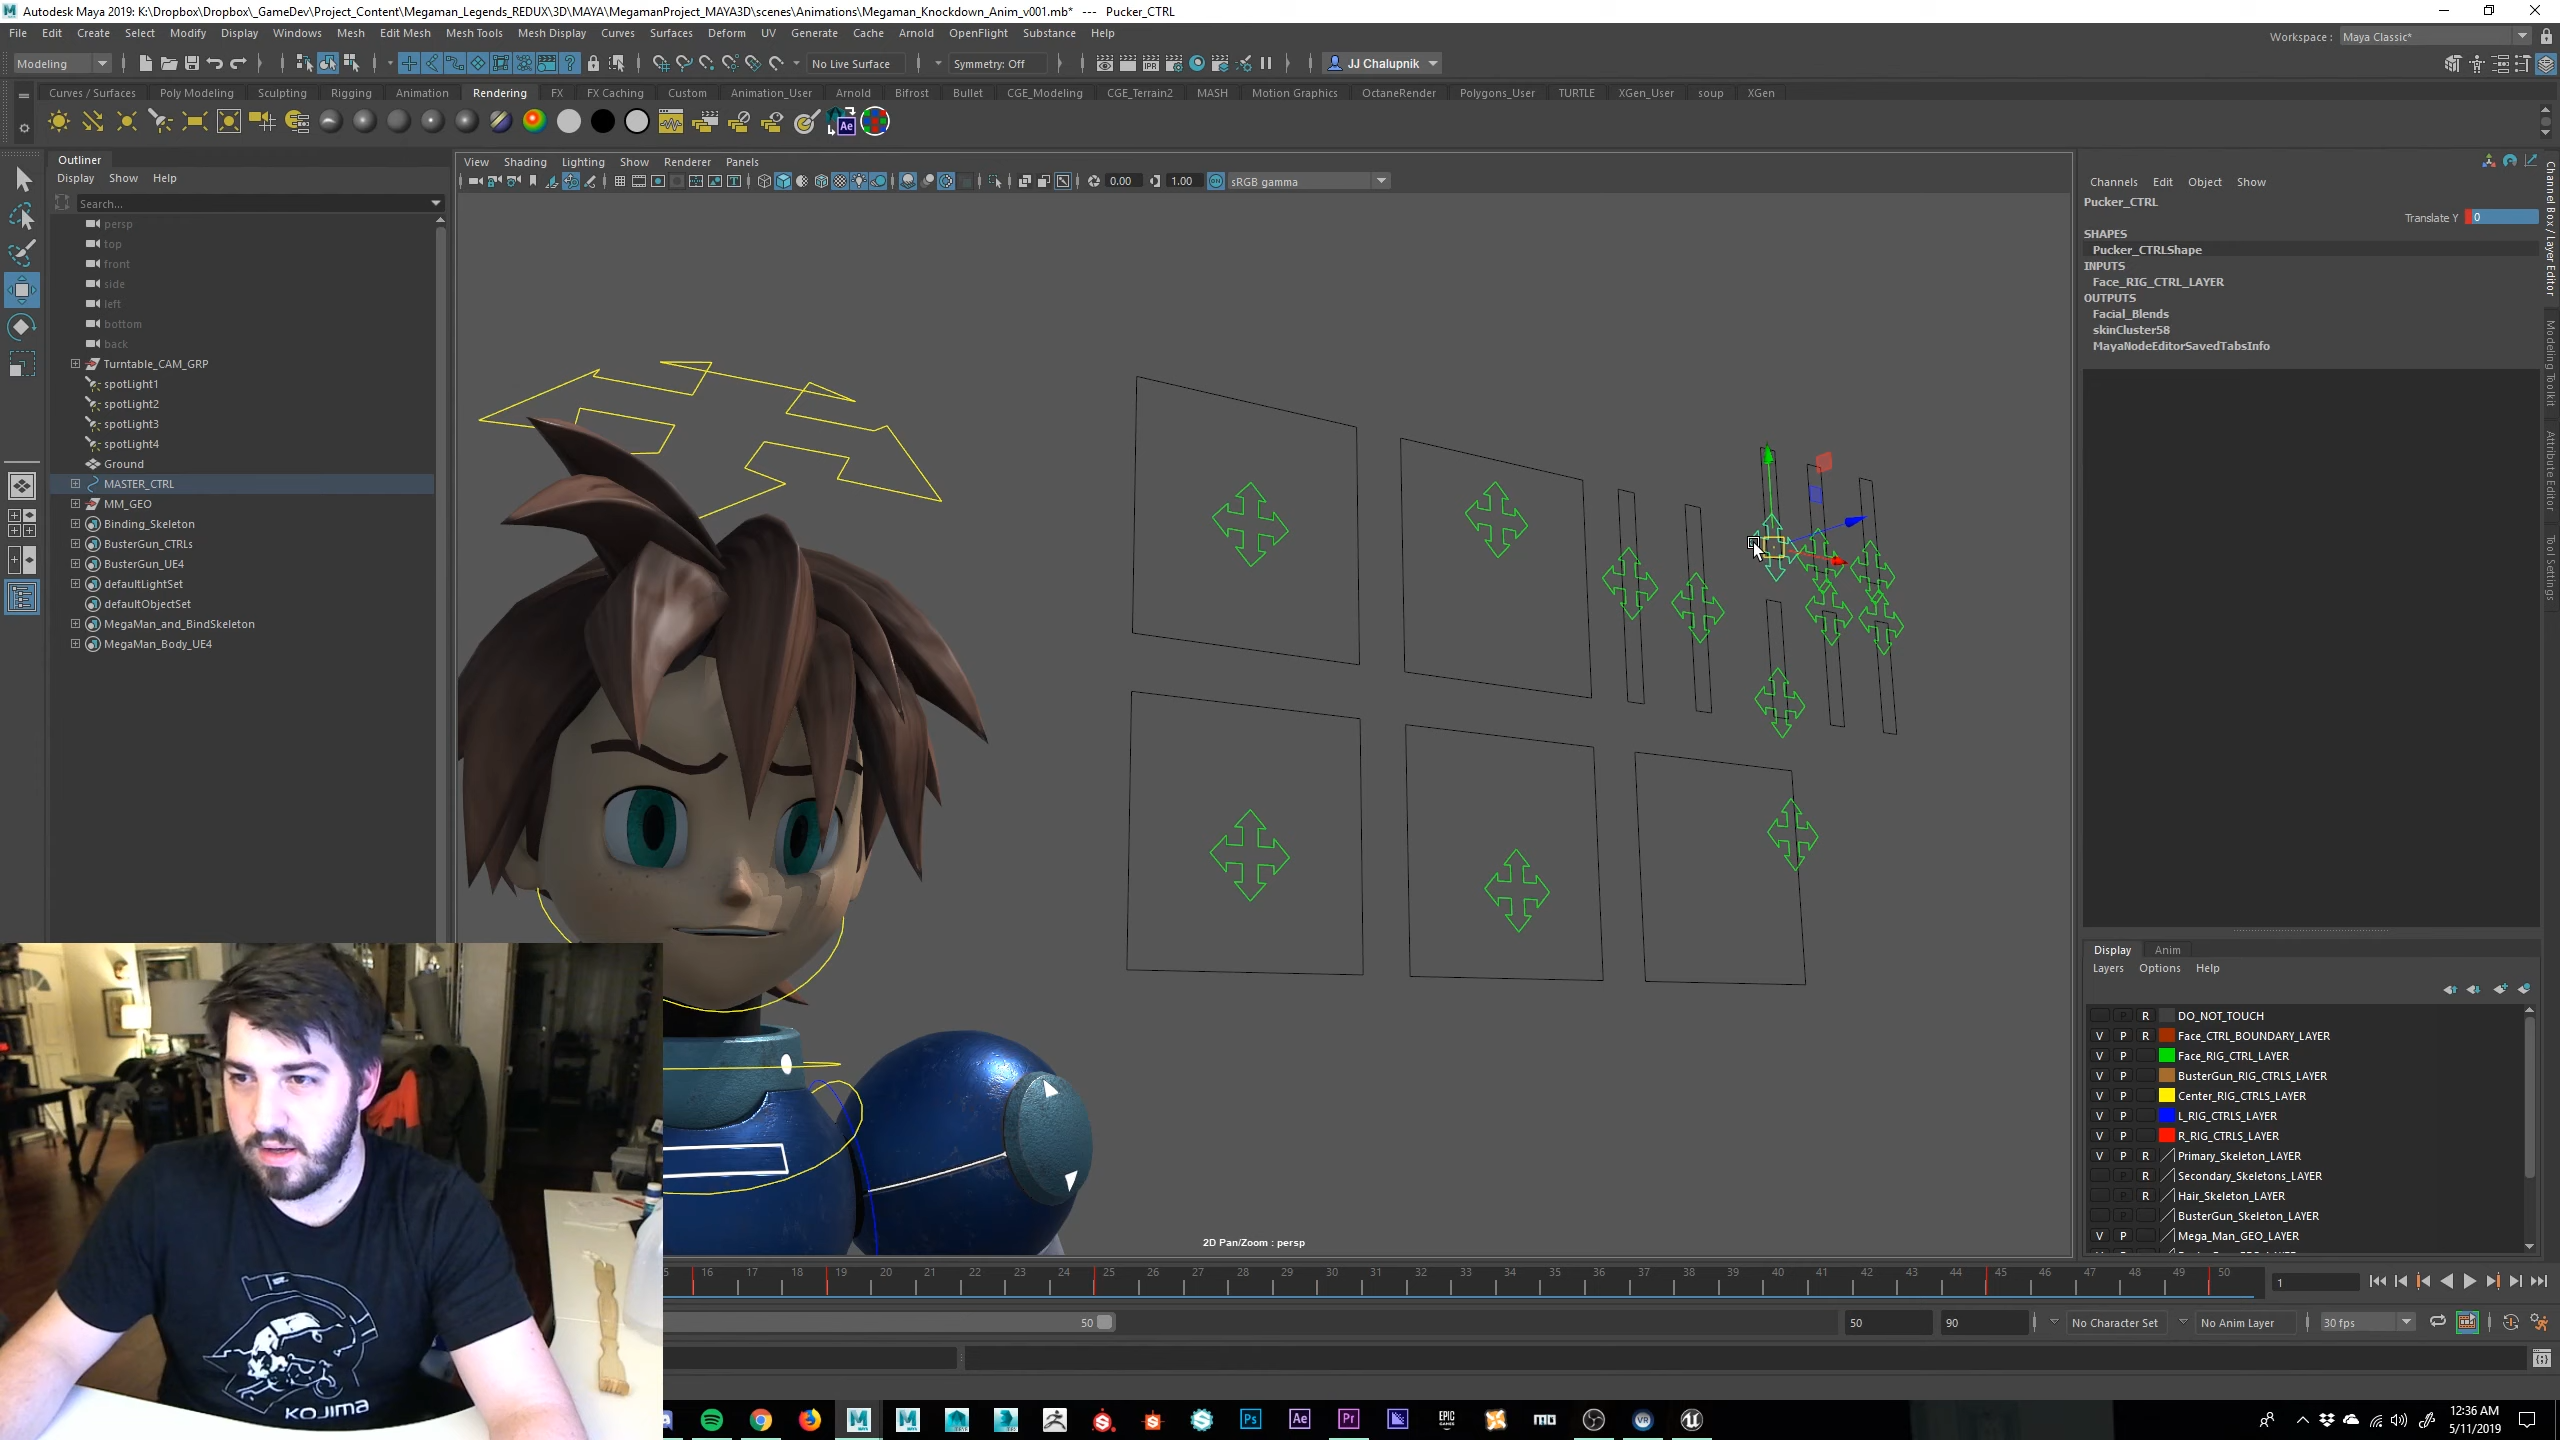 Autodesk Maya 2019: K:\Dropbox\Dropbox\_GameDev\Project_Content\Megaman_Legends_REDUX\3D\MAYA\MegamanProject_MAYA3D\scenes\Animations\Megaman_Knockdown_Anim_v001.mb* --- Pucker_CTRL
File Edit Create Select Modify Display Windows Mesh Edit Mesh Mesh Tools Mesh Display Curves Surfaces Deform UV Generate Cache Arnold OpenFlight Substance Help
Workspace : Maya Classic*
Modeling No Live Surface Symmetry: Off JJ Chalupnik
Curves / Surfaces Poly Modeling Sculpting Rigging Animation Rendering FX FX Caching Custom Animation_User Arnold Bifrost Bullet CGE_Modeling CGE_Terrain2 MASH Motion Graphics OctaneRender Polygons_User TURTLE XGen_User soup XGen
IPR Ae
Outliner
Display Show Help
Search...
persp
top
front
side
left
bottom
back
Turntable_CAM_GRP
spotLight1
spotLight2
spotLight3
spotLight4
Ground
MASTER_CTRL
MM_GEO
Binding_Skeleton
BusterGun_CTRLs
BusterGun_UE4
defaultLightSet
defaultObjectSet
MegaMan_and_BindSkeleton
MegaMan_Body_UE4
View Shading Lighting Show Renderer Panels
0.00 1.00 sRGB gamma
2D Pan/Zoom : persp
Channels Edit Object Show
Pucker_CTRL
Translate Y 0
SHAPES
Pucker_CTRLShape
INPUTS
Face_RIG_CTRL_LAYER
OUTPUTS
Facial_Blends
skinCluster58
MayaNodeEditorSavedTabsInfo
Channel Box / Layer Editor
Modeling Toolkit
Attribute Editor
Tool Settings
Display Anim
Layers Options Help
R DO_NOT_TOUCH
V P R Face_CTRL_BOUNDARY_LAYER
V P Face_RIG_CTRL_LAYER
V P BusterGun_RIG_CTRLS_LAYER
V P Center_RIG_CTRLS_LAYER
V P L_RIG_CTRLS_LAYER
V P R_RIG_CTRLS_LAYER
V P R Primary_Skeleton_LAYER
P R Secondary_Skeletons_LAYER
P R Hair_Skeleton_LAYER
P BusterGun_Skeleton_LAYER
V P Mega_Man_GEO_LAYER
16 17 18 19 20 21 22 23 24 25 26 27 28 29 30 31 32 33 34 35 36 37 38 39 40 41 42 43 44 45 46 47 48 49 50 1
50 50 90 No Character Set No Anim Layer 30 fps
KOJIMA
Ps Ae Pr EPIC GAMES MO VR
12:36 AM
5/11/2019